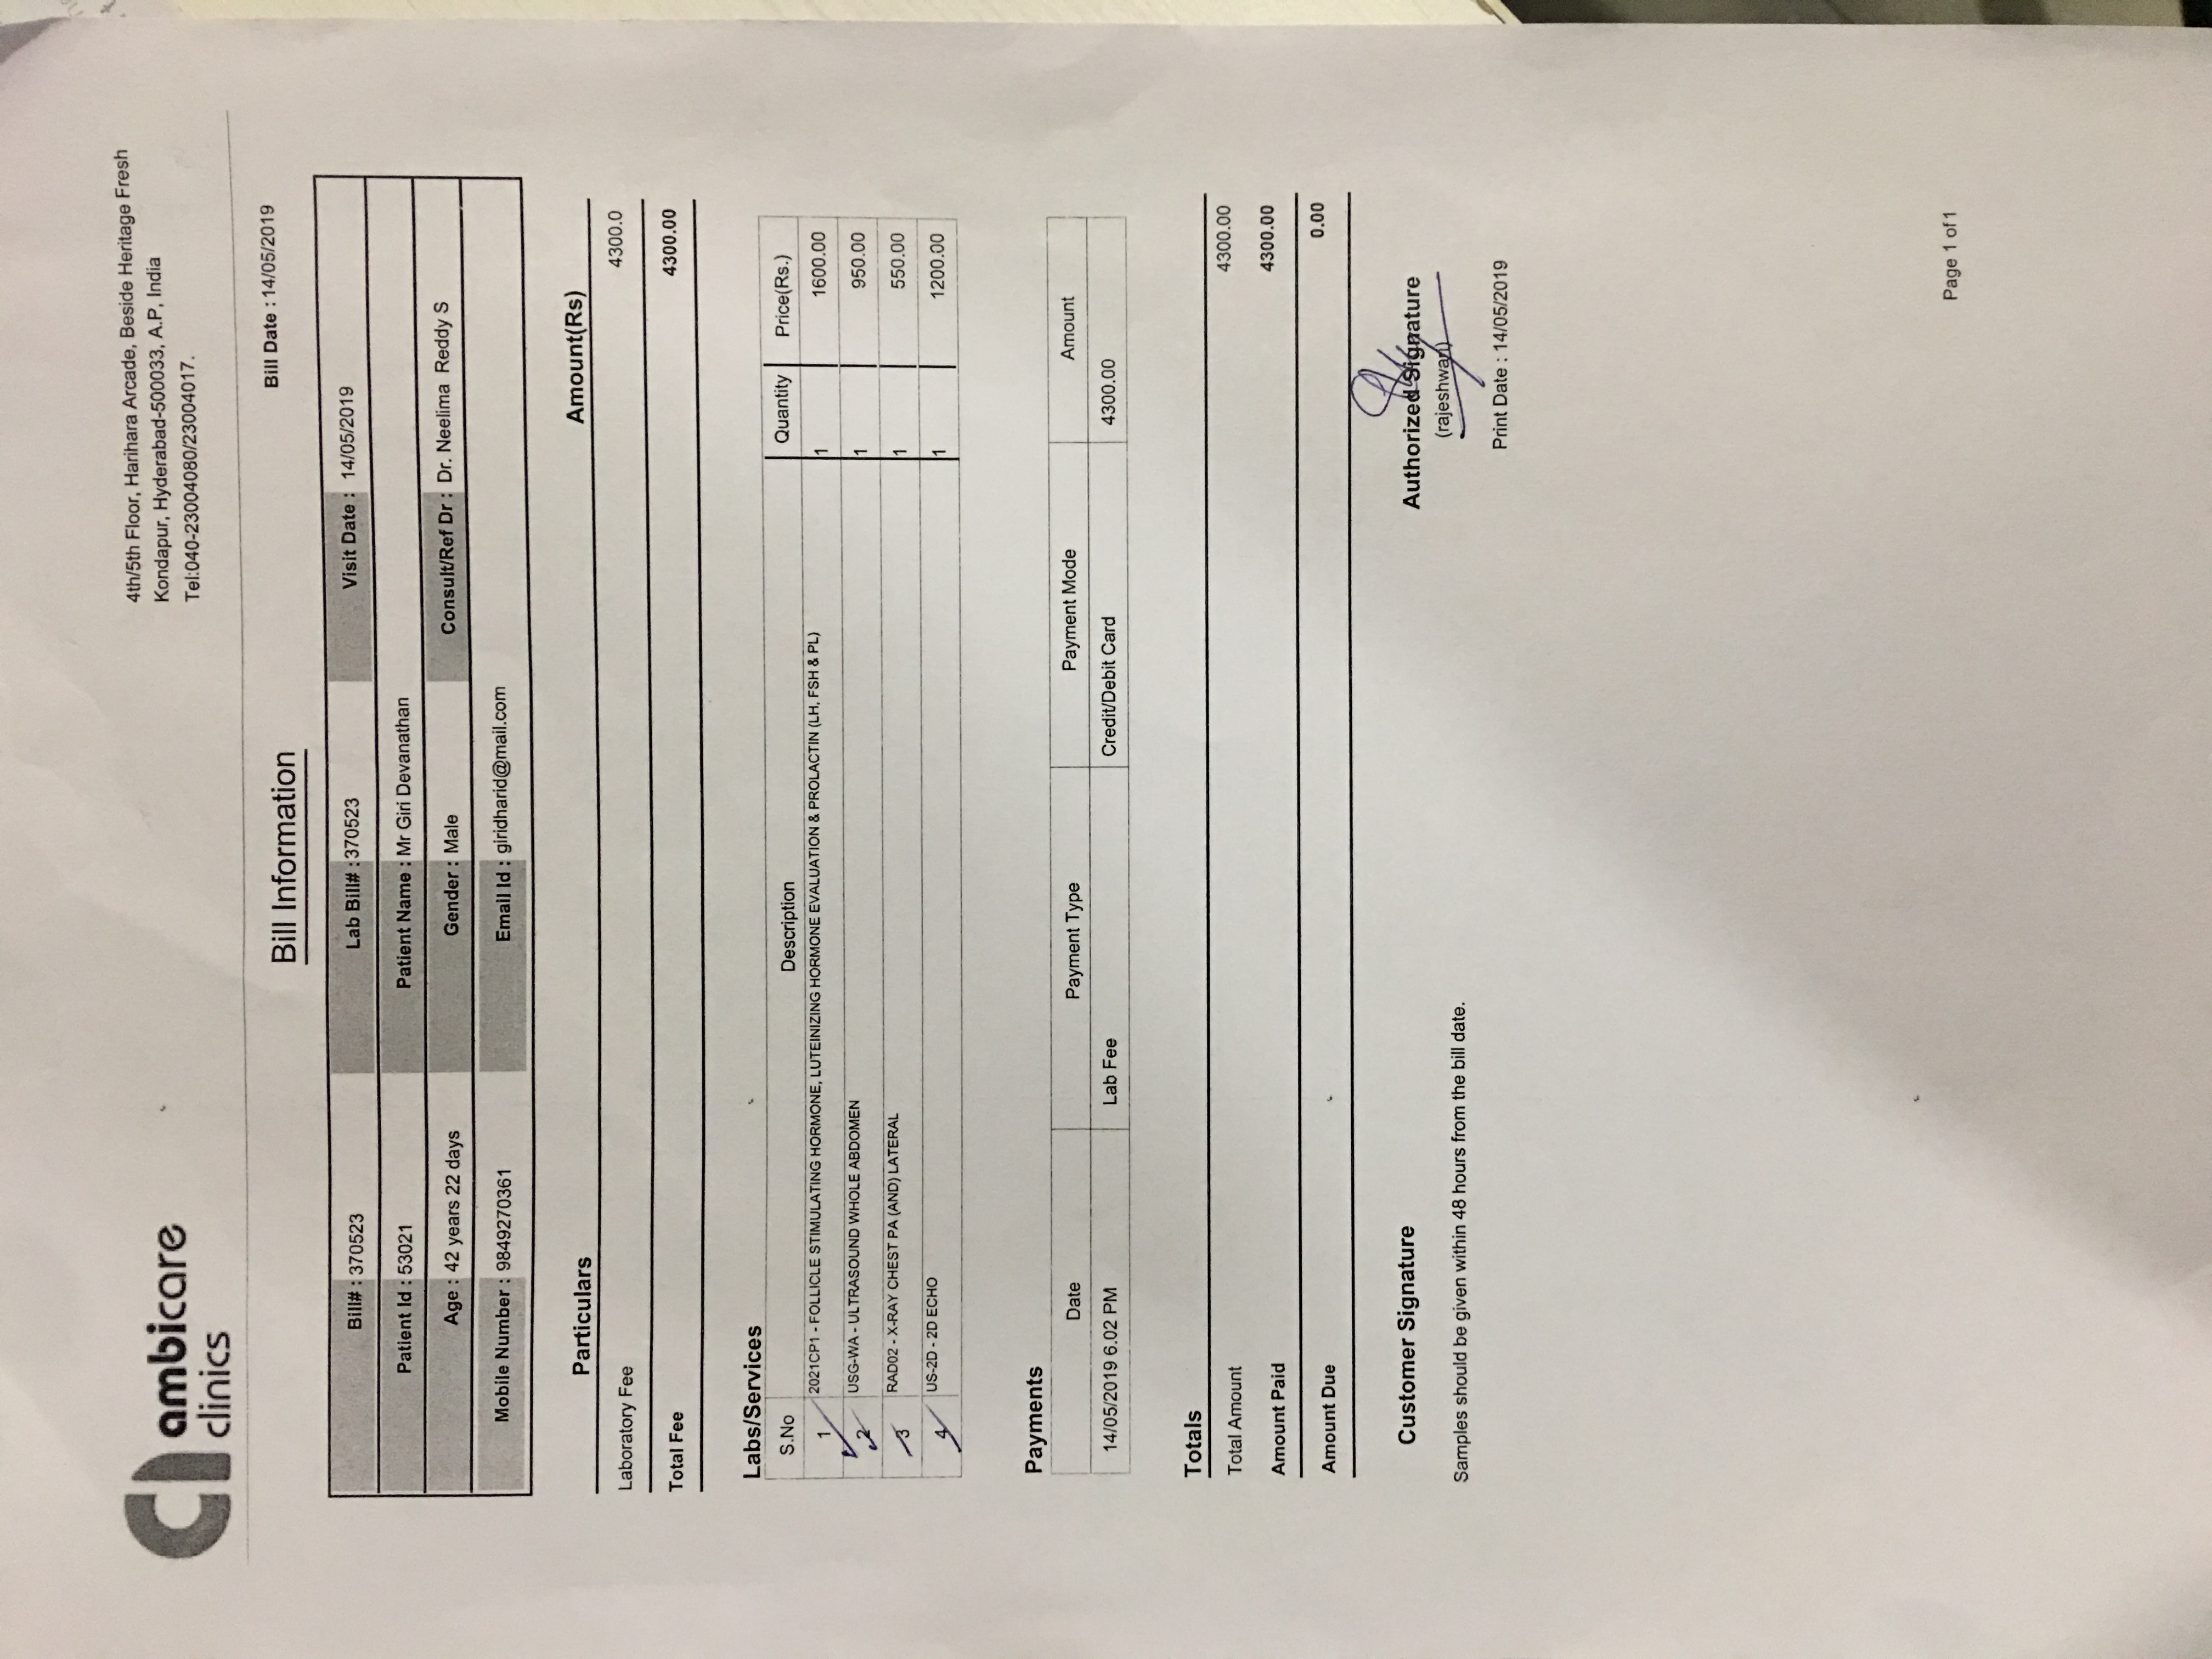 ambicare
clinics
4th/5th Floor, Harihara Arcade, Beside Heritage Fresh
Kondapur, Hyderabad-500033, A.P, India
Tel:040-23004080/23004017.
Bill Information
Bill Date : 14/05/2019
Bill# : 370523 Lab Bill# : 370523 Visit Date : 14/05/2019
Patient Id : 53021 Patient Name : Mr Giri Devanathan
Age : 42 years 22 days Gender : Male Consult/Ref Dr : Dr. Neelima Reddy S
Mobile Number : 9849270361 Email Id : giridharid@mail.com
Particulars Amount(Rs)
Laboratory Fee 4300.0
Total Fee 4300.00
Labs/Services
S.No Description Quantity Price(Rs.)
1 2021CP1 - FOLLICLE STIMULATING HORMONE, LUTEINIZING HORMONE EVALUATION & PROLACTIN (LH, FSH & PL) 1 1600.00
2 USG-WA - ULTRASOUND WHOLE ABDOMEN 1 950.00
3 RAD02 - X-RAY CHEST PA (AND) LATERAL 1 550.00
4 US-2D - 2D ECHO 1 1200.00
Payments
Date Payment Type Payment Mode Amount
14/05/2019 6.02 PM Lab Fee Credit/Debit Card 4300.00
Totals
Total Amount 4300.00
Amount Paid 4300.00
Amount Due 0.00
Customer Signature Authorized Signature
(rajeshwari)
Samples should be given within 48 hours from the bill date.
Print Date : 14/05/2019
Page 1 of 1